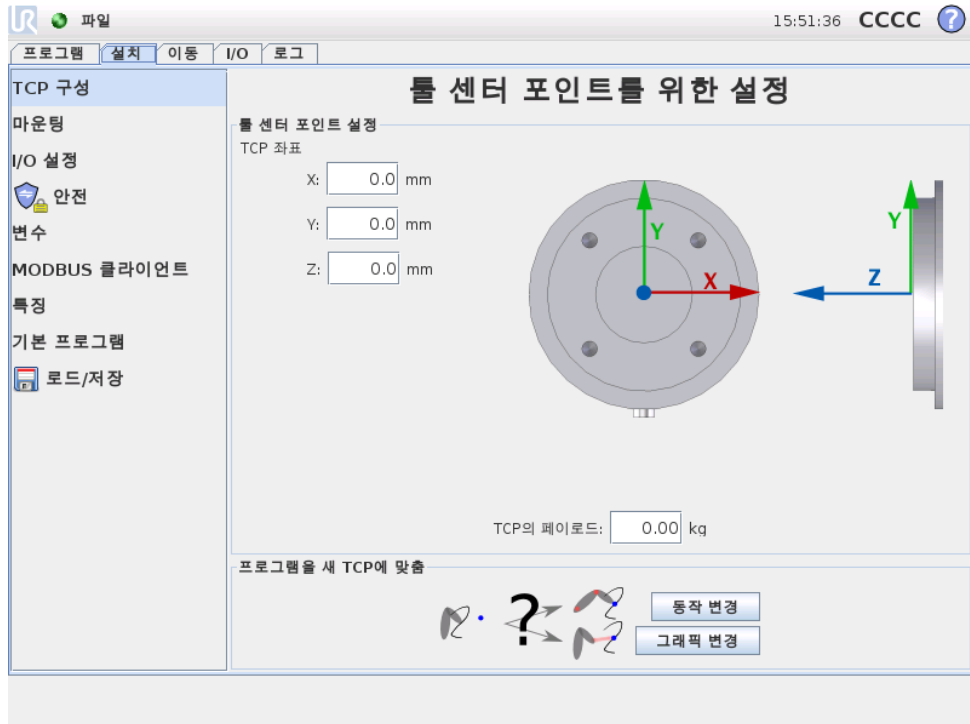 UR 파일 15:51:36 CCCC ?
프로그램 설치 이동 I/O 로그
TCP 구성
마운팅
I/O 설정
안전
변수
MODBUS 클라이언트
특징
기본 프로그램
로드/저장
툴 센터 포인트를 위한 설정
툴 센터 포인트 설정
TCP 좌표
X: 0.0 mm
Y: 0.0 mm
Z: 0.0 mm
Y
X
Y
Z
TCP의 페이로드: 0.00 kg
프로그램을 새 TCP에 맞춤
?
동작 변경
그래픽 변경